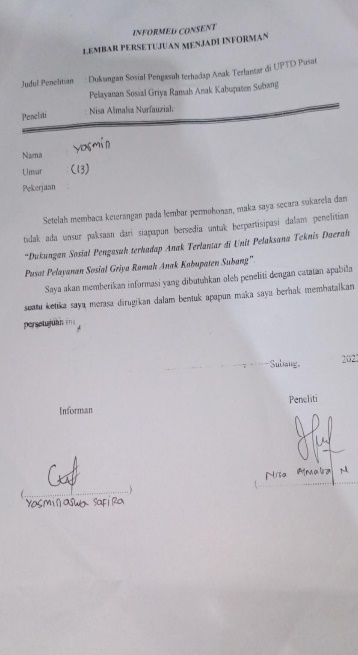 INFORMED CONSENT
LEMBAR PERSETUJUAN MENJADI INFORMAN
Judul Penelitian : Dukungan Sosial Pengasuh terhadap Anak Terlantar di UPTD Pusat
Pelayanan Sosial Griya Ramah Anak Kabupaten Subang
Peneliti : Nisa Almalia Nurfauziah
Nama Yasmin
Umur (13)
Pekerjaan
Setelah membaca keterangan pada lembar permohonan, maka saya secara sukarela dan
tidak ada unsur paksaan dari siapapun bersedia untuk berpartisipasi dalam penelitian
"Dukungan Sosial Pengasuh terhadap Anak Terlantar di Unit Pelaksana Teknis Daerah
Pusat Pelayanan Sosial Griya Ramah Anak Kabupaten Subang".
Saya akan memberikan informasi yang dibutuhkan oleh peneliti dengan catatan apabila
suatu ketika saya merasa dirugikan dalam bentuk apapun maka saya berhak membatalkan
persetujuan ini
Subang,
Informan Peneliti
Nisa Almalia N
Yasmin aswa safira